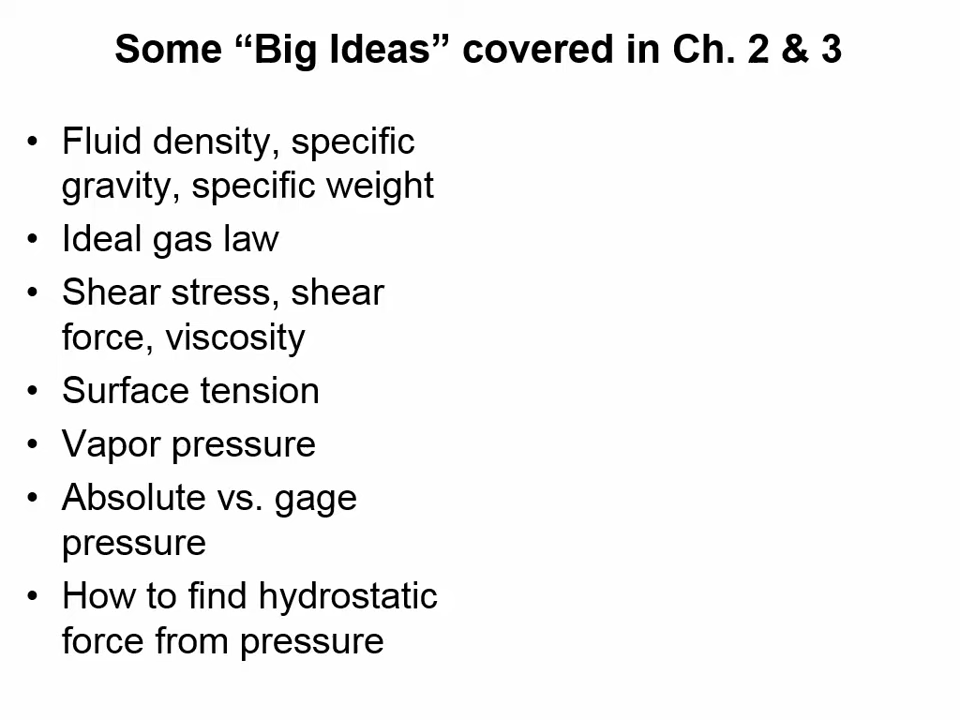 Some “Big Ideas” covered in Ch. 2 & 3
• Fluid density, specific
gravity, specific weight
• Ideal gas law
• Shear stress, shear
force, viscosity
• Surface tension
• Vapor pressure
• Absolute vs. gage
pressure
• How to find hydrostatic
force from pressure